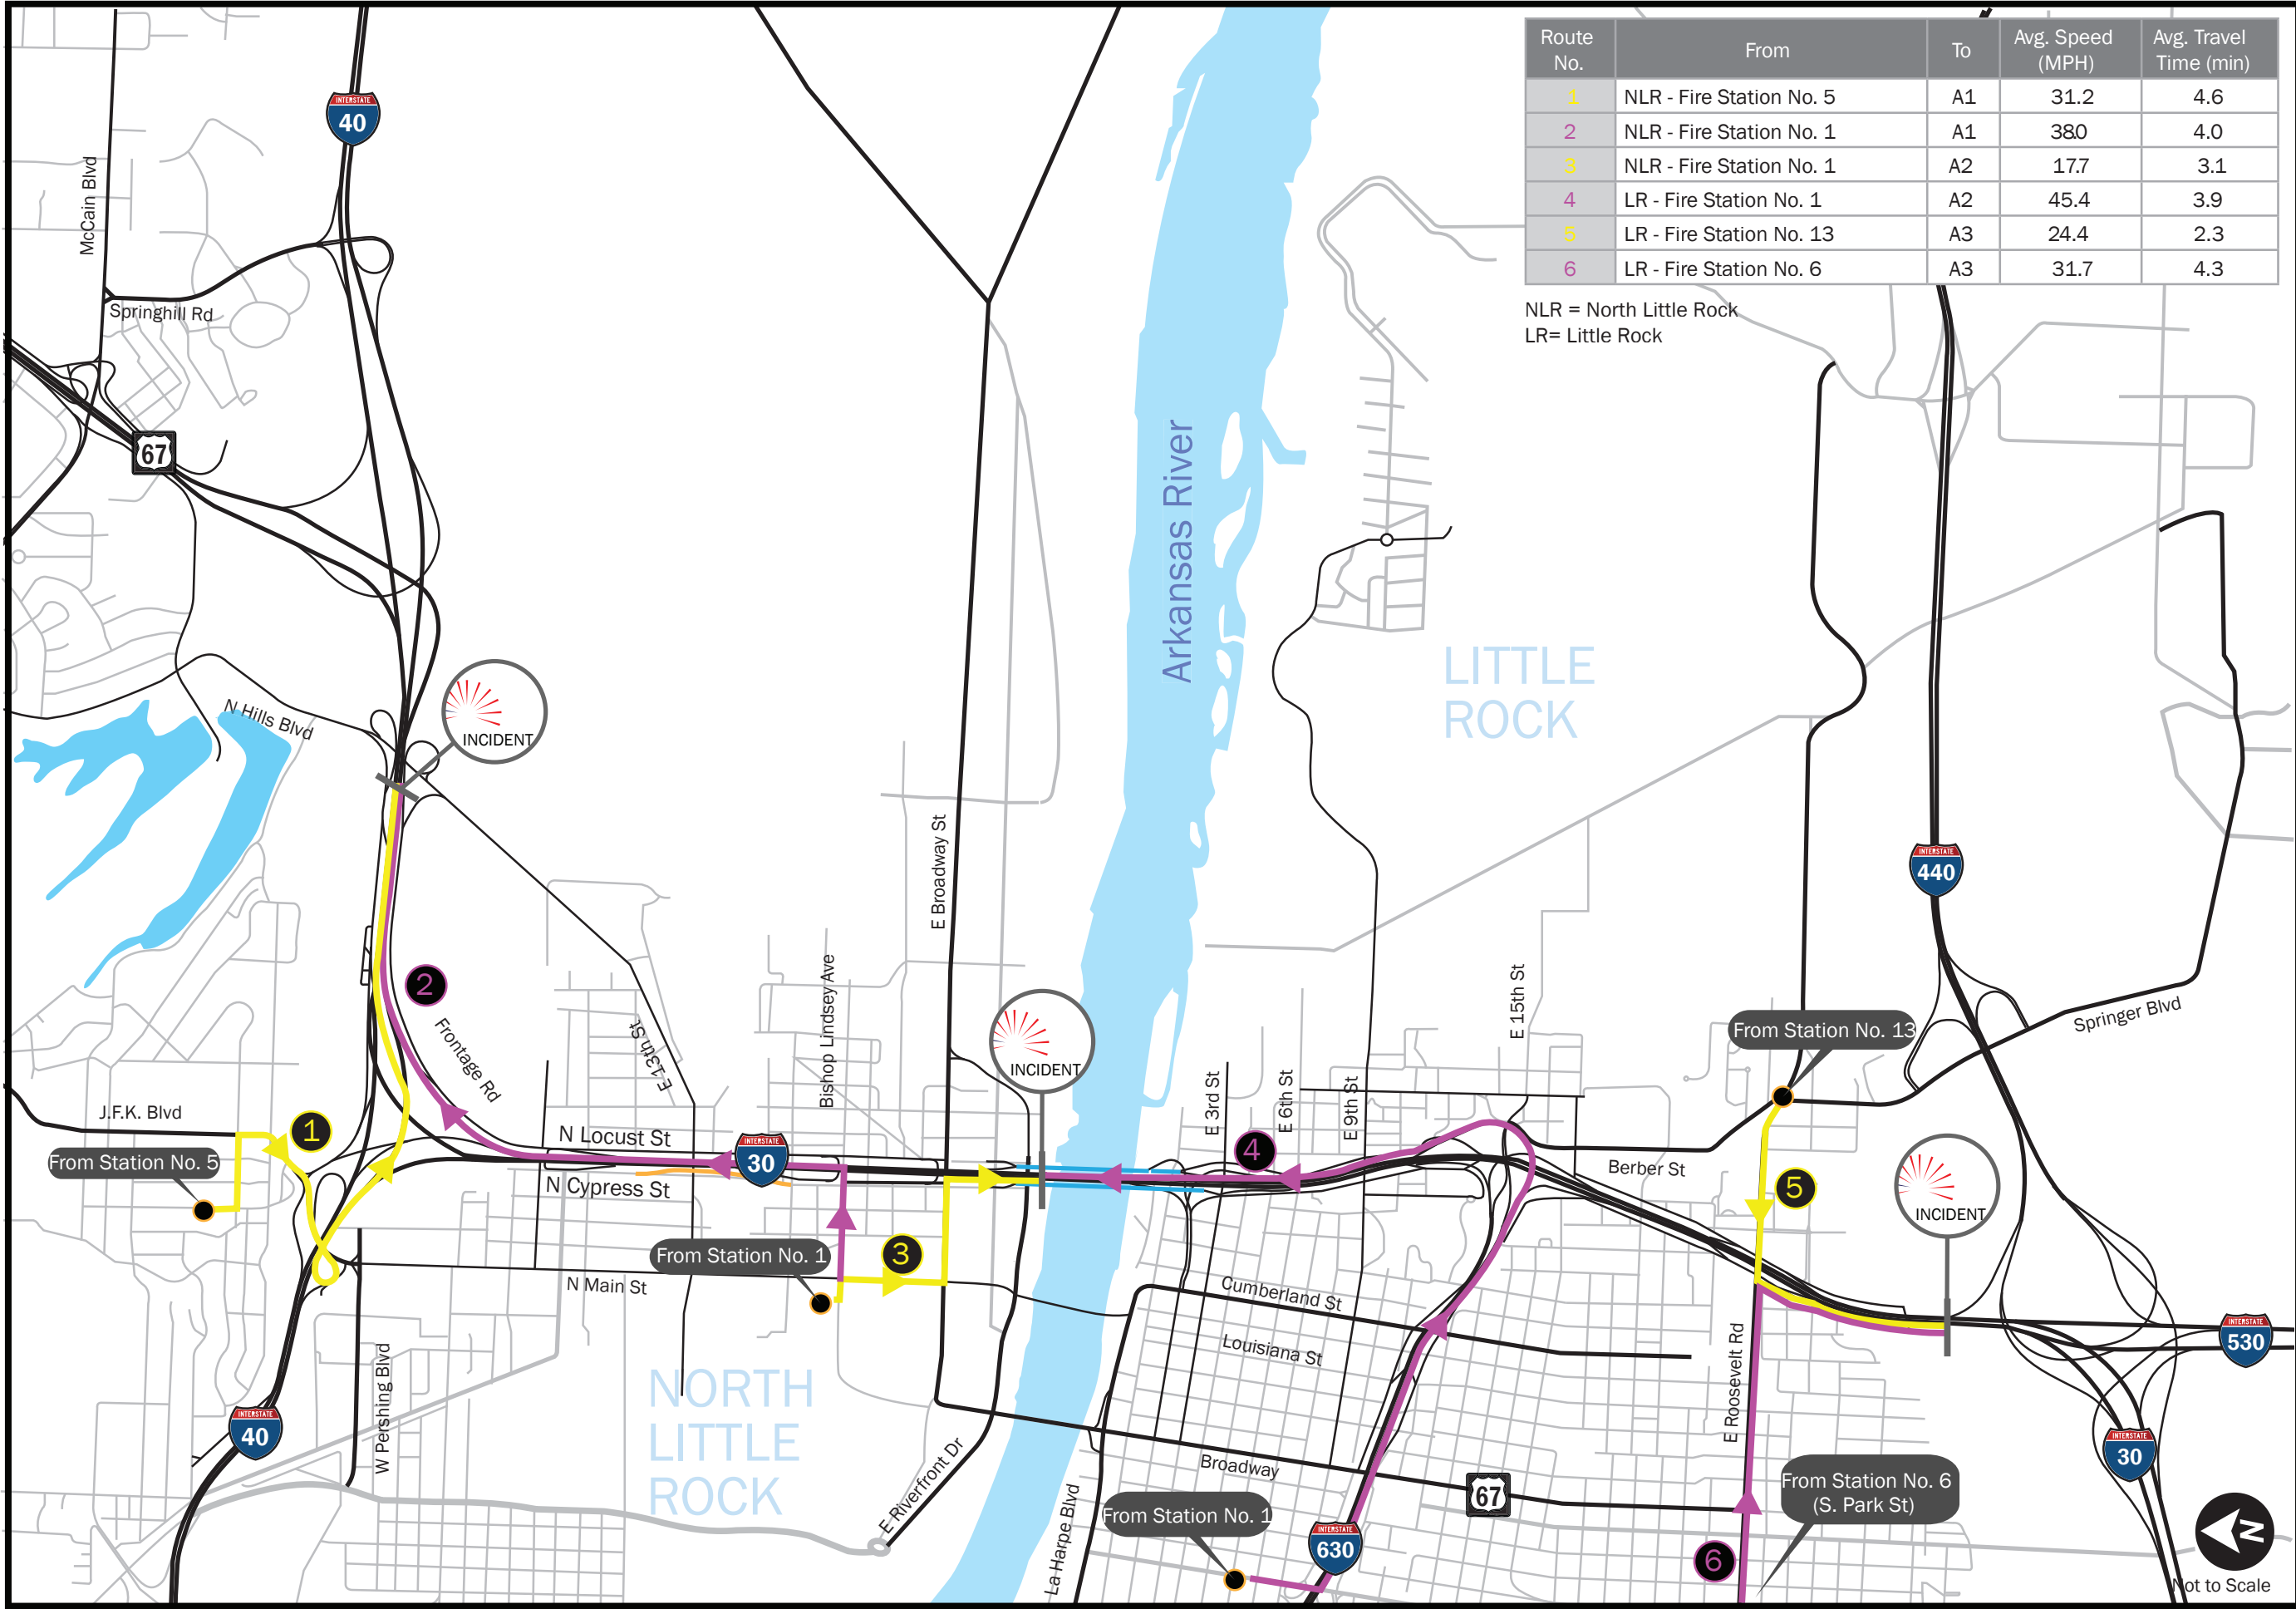 Route No. From To Avg. Speed (MPH) Avg. Travel Time (min)
1 NLR - Fire Station No. 5 A1 31.2 4.6
2 NLR - Fire Station No. 1 A1 38.0 4.0
3 NLR - Fire Station No. 1 A2 17.7 3.1
4 LR - Fire Station No. 1 A2 45.4 3.9
5 LR - Fire Station No. 13 A3 24.4 2.3
6 LR - Fire Station No. 6 A3 31.7 4.3
NLR = North Little Rock
LR= Little Rock
INTERSTATE
40
McCain Blvd
Springhill Rd
67
Arkansas River
LITTLE
ROCK
N Hills Blvd
INCIDENT
E Broadway St
INTERSTATE
440
2
Frontage Rd
E 13th St
Bishop Lindsey Ave
INCIDENT
E 15th St
From Station No. 13
Springer Blvd
J.F.K. Blvd
1
From Station No. 5
N Locust St
INTERSTATE
30
N Cypress St
E 3rd St
4
E 6th St
E 9th St
Berber St
5
INCIDENT
From Station No. 1
3
N Main St
Cumberland St
Louisiana St
E Roosevelt Rd
INTERSTATE
530
W Pershing Blvd
NORTH
LITTLE
ROCK
INTERSTATE
40
E Riverfront Dr
La Harpe Blvd
Broadway
67
From Station No. 1
INTERSTATE
630
From Station No. 6
(S. Park St)
6
INTERSTATE
30
N
Not to Scale